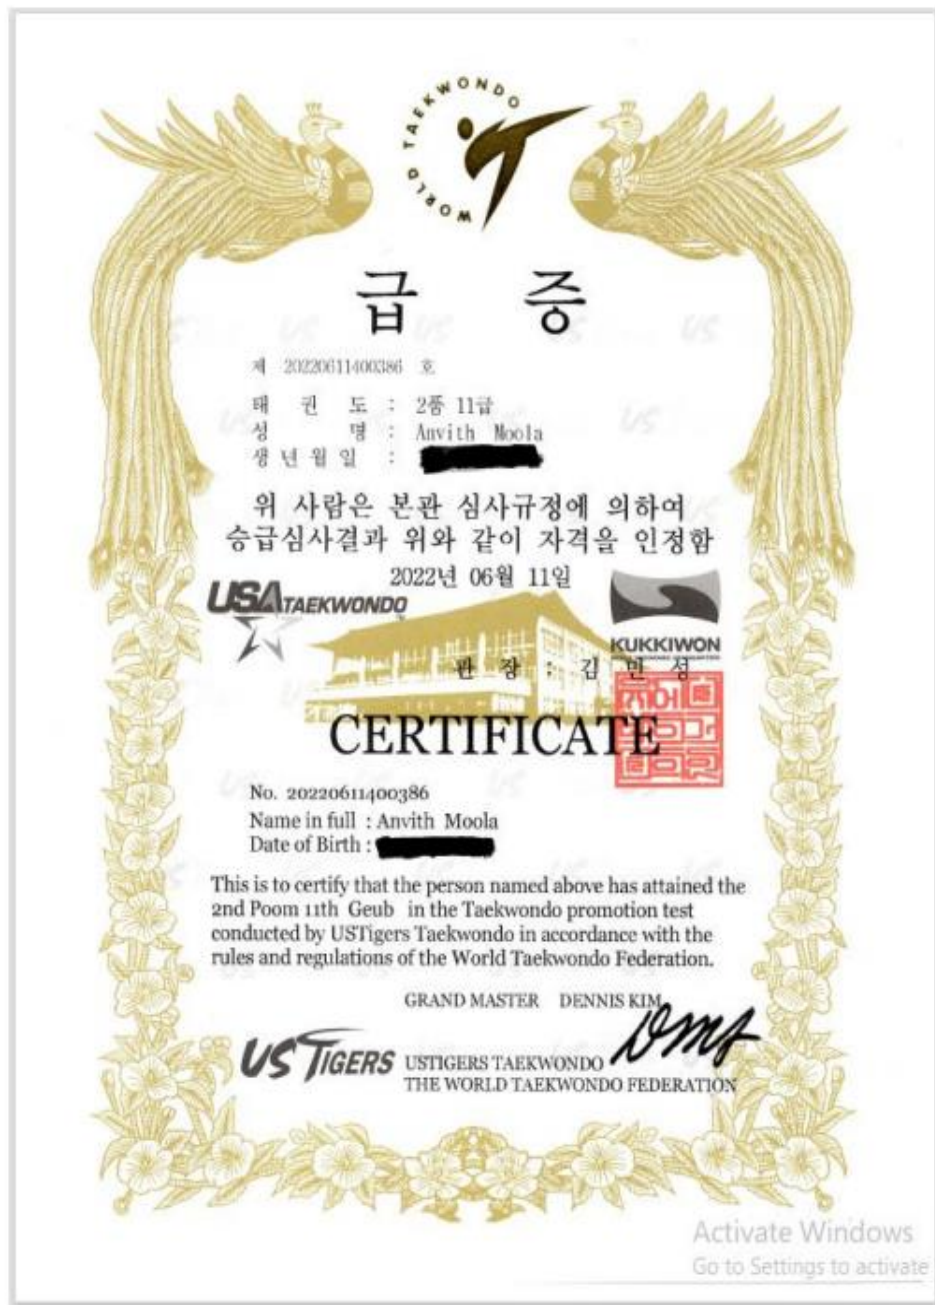 WORLD TAEKWONDO
급 증
제 20220611400386 호
태 권 도 : 2품 11급
성 명 : Anvith Moola
생 년 월 일 :
위 사람은 본관 심사규정에 의하여
승급심사결과 위와 같이 자격을 인정함
2022년 06월 11일
USA TAEKWONDO
KUKKIWON
관 장 : 김 민 성
CERTIFICATE
No. 20220611400386
Name in full : Anvith Moola
Date of Birth :
This is to certify that the person named above has attained the
2nd Poom 11th Geub in the Taekwondo promotion test
conducted by USTigers Taekwondo in accordance with the
rules and regulations of the World Taekwondo Federation.
GRAND MASTER DENNIS KIM
US TIGERS
USTIGERS TAEKWONDO
THE WORLD TAEKWONDO FEDERATION
Activate Windows
Go to Settings to activate